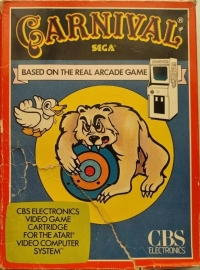 CARNIVAL®
SEGA
BASED ON THE REAL ARCADE GAME
CBS ELECTRONICS
VIDEO GAME
CARTRIDGE
FOR THE ATARI®
VIDEO COMPUTER
SYSTEM™
CBS
ELECTRONICS